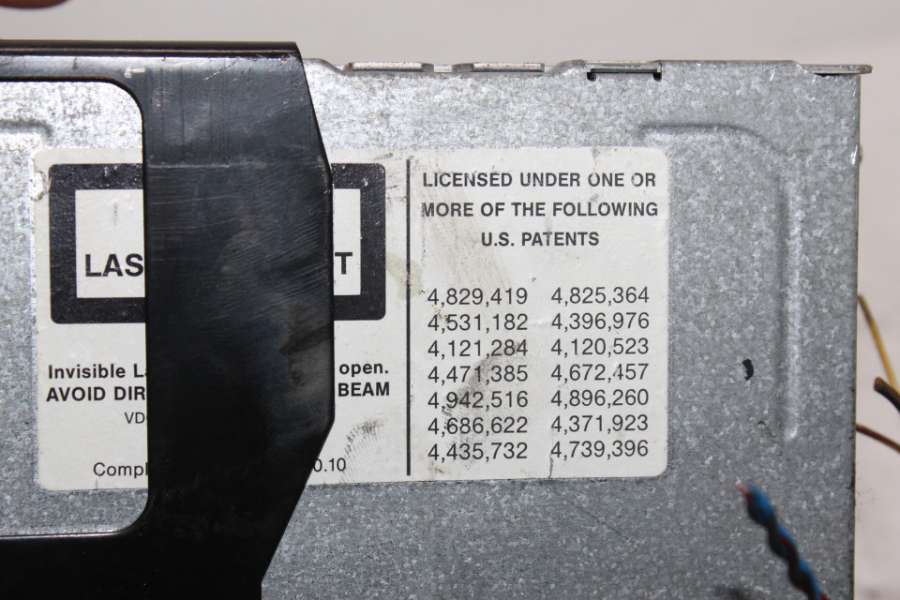 Invisible
open.
AVOID
BEAM
LICENSED UNDER ONE OR
MORE OF THE FOLLOWING
U.S. PATENTS
4,829,419 4,825,364
4,531,182 4,396,976
4,121,284 4,120,523
4,471,385 4,672,457
4,942,516 4,896,260
4,686,622 4,371,923
4,435,732 4,739,396